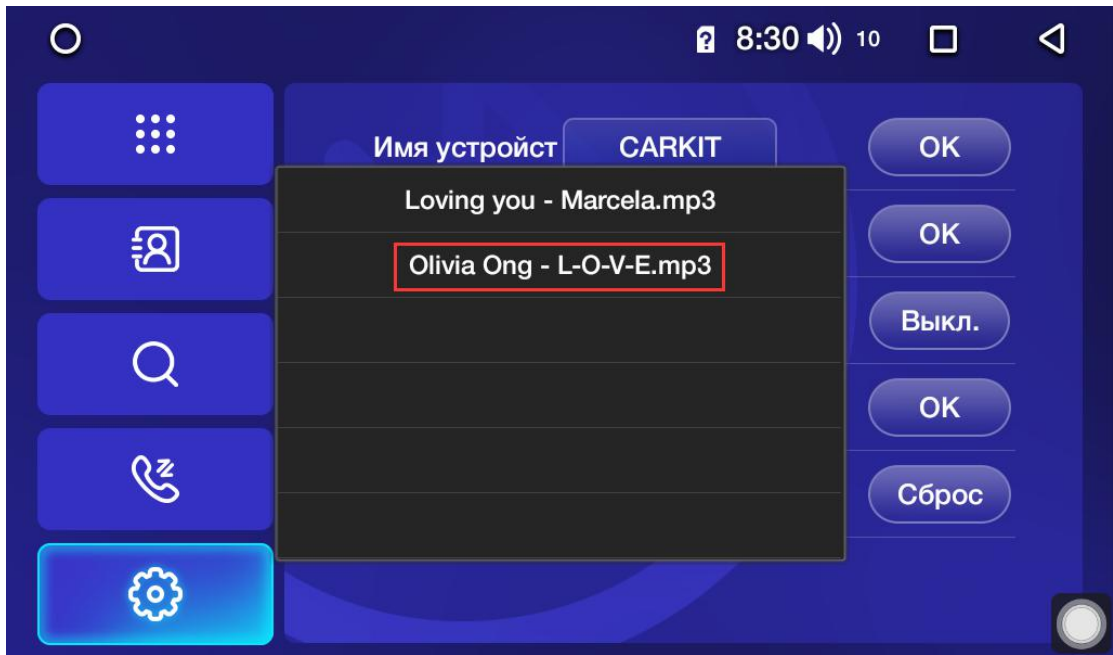 8:30 10
Имя устройст CARKIT OK
Loving you - Marcela.mp3
OK
Olivia Ong - L-O-V-E.mp3
Выкл.
OK
Сброс